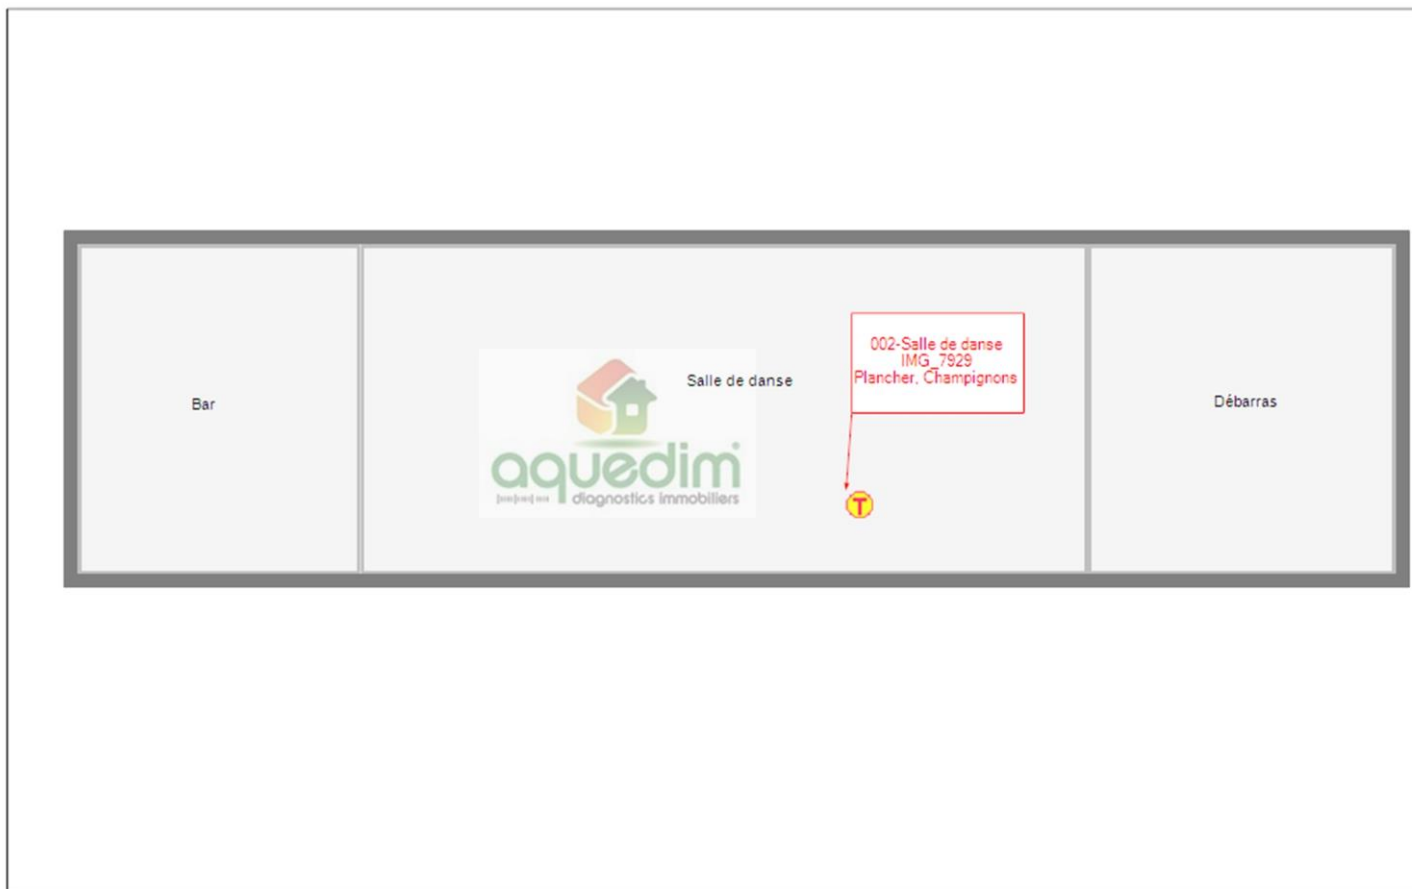 002-Salle de danse
IMG_7929
Plancher, Champignons
Salle de danse
Bar
Débarras
aquedim
diagnostics immobiliers
T